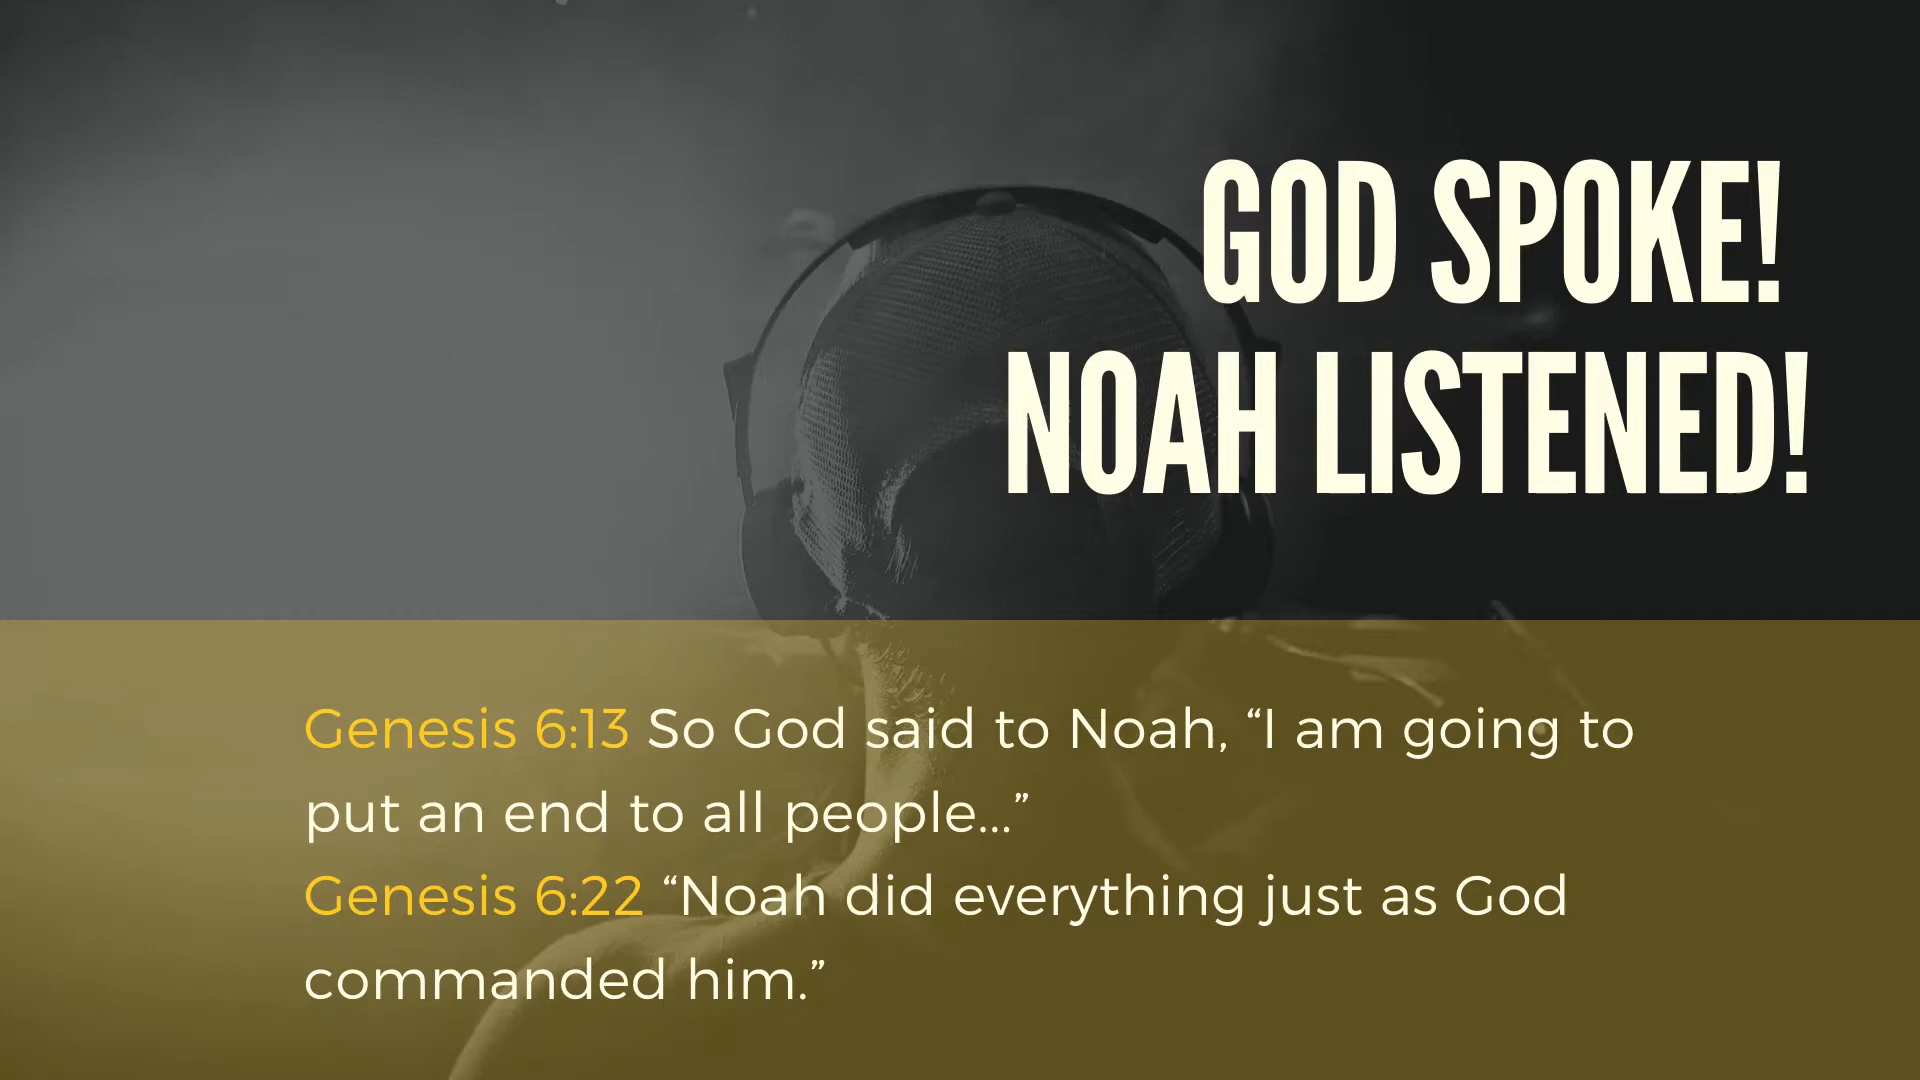 GOD SPOKE!
NOAH LISTENED!
Genesis 6:13 So God said to Noah, “I am going to
put an end to all people...”
Genesis 6:22 “Noah did everything just as God
commanded him.”